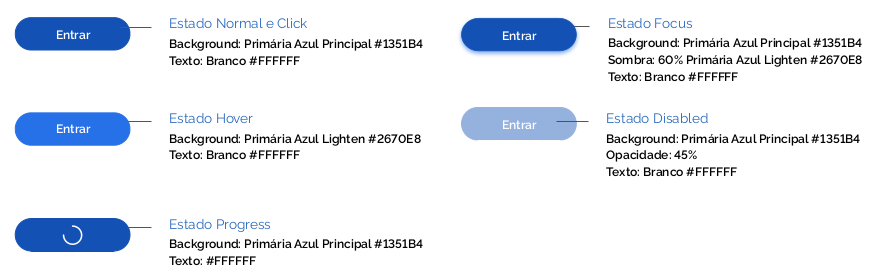 Entrar
Estado Normal e Click
Background: Primária Azul Principal #1351B4
Texto: Branco #FFFFFF
Entrar
Estado Focus
Background: Primária Azul Principal #1351B4
Sombra: 60% Primária Azul Lighten #2670E8
Texto: Branco #FFFFFF
Entrar
Estado Hover
Background: Primária Azul Lighten #2670E8
Texto: Branco #FFFFFF
Entrar
Estado Disabled
Background: Primária Azul Principal #1351B4
Opacidade: 45%
Texto: Branco #FFFFFF
Estado Progress
Background: Primária Azul Principal #1351B4
Texto: #FFFFFF